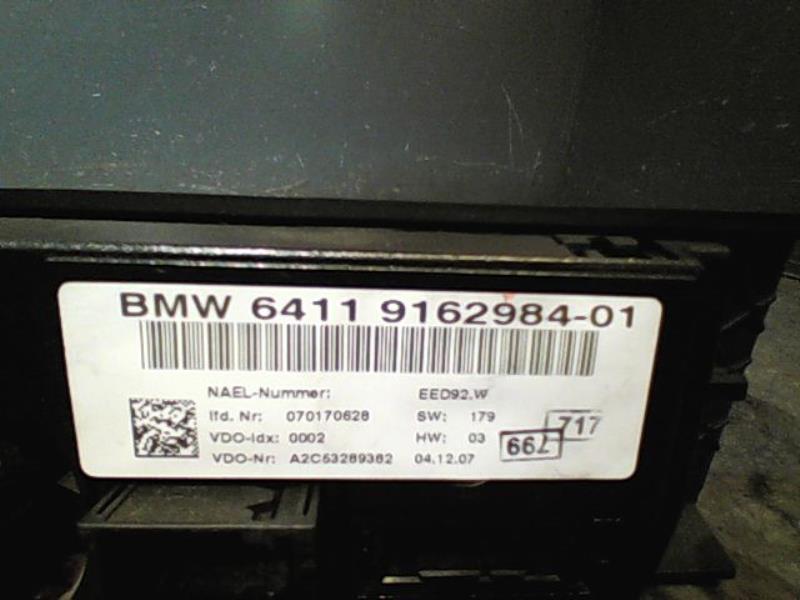 BMW 6411 9162984-01
NAEL-Nummer: EED92.W
lfd. Nr: 070170628 SW: 179
VDO-Idx: 0002 HW: 03
VDO-Nr: A2C53289382 04.12.07
717